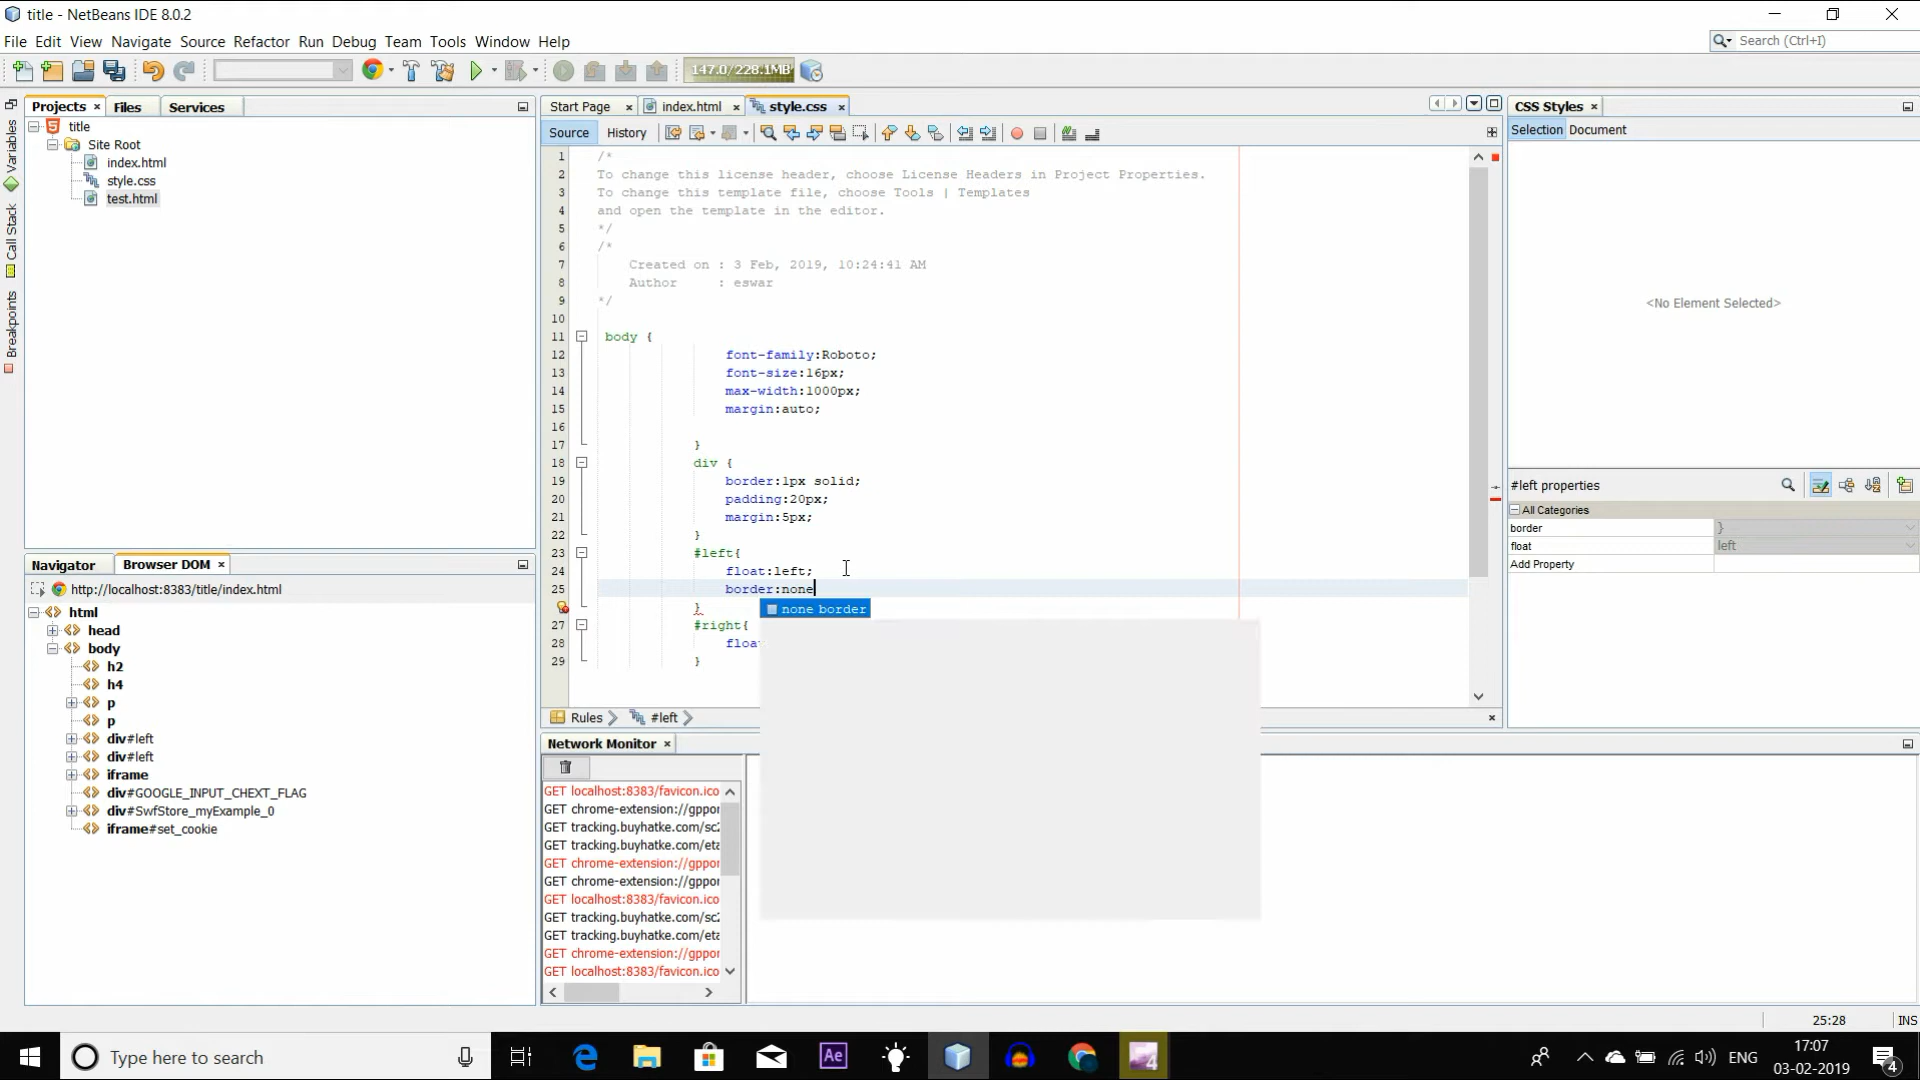 title - NetBeans IDE 8.0.2
File Edit View Navigate Source Refactor Run Debug Team Tools Window Help
Search (Ctrl+I)
147.0/228.1MB
Projects Files Services
title
Site Root
index.html
style.css
test.html
Variables
Call Stack
Breakpoints
Navigator Browser DOM
http://localhost:8383/title/index.html
html
head
body
h2
h4
p
p
div#left
div#left
iframe
div#GOOGLE_INPUT_CHEXT_FLAG
div#SwfStore_myExample_0
iframe#set_cookie
Start Page index.html style.css
Source History
1 /*
2 To change this license header, choose License Headers in Project Properties.
3 To change this template file, choose Tools | Templates
4 and open the template in the editor.
5 */
6 /*
7 Created on : 3 Feb, 2019, 10:24:41 AM
8 Author : eswar
9 */
10
11 body {
12 font-family:Roboto;
13 font-size:16px;
14 max-width:1000px;
15 margin:auto;
16
17 }
18 div {
19 border:1px solid;
20 padding:20px;
21 margin:5px;
22 }
23 #left{
24 float:left;
25 border:none
}
none border
27 #right{
28 floa
29 }
Rules #left
Network Monitor
GET localhost:8383/favicon.ico
GET chrome-extension://gppor
GET tracking.buyhatke.com/sc2
GET tracking.buyhatke.com/eta
GET chrome-extension://gppor
GET chrome-extension://gppor
GET localhost:8383/favicon.ico
GET tracking.buyhatke.com/sc2
GET tracking.buyhatke.com/eta
GET chrome-extension://gppor
GET localhost:8383/favicon.ico
CSS Styles
Selection Document
<No Element Selected>
#left properties
All Categories
border }
float left
Add Property
25:28 INS
Type here to search
Ae
4
ENG
17:07
03-02-2019
4